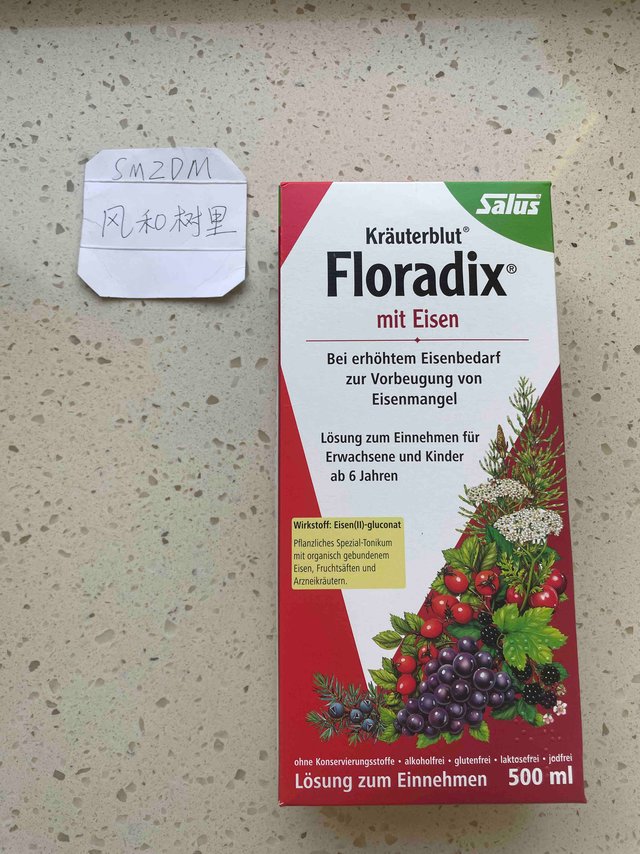 SMZDM
风和树里
Salus®
Kräuterblut®
Floradix®
mit Eisen
Bei erhöhtem Eisenbedarf
zur Vorbeugung von
Eisenmangel
Lösung zum Einnehmen für
Erwachsene und Kinder
ab 6 Jahren
Wirkstoff: Eisen(II)-gluconat
Pflanzliches Spezial-Tonikum
mit organisch gebundenem
Eisen, Fruchtsäften und
Arzneikräutern.
ohne Konservierungsstoffe • alkoholfrei • glutenfrei • laktosefrei • jodfrei
Lösung zum Einnehmen 500 ml